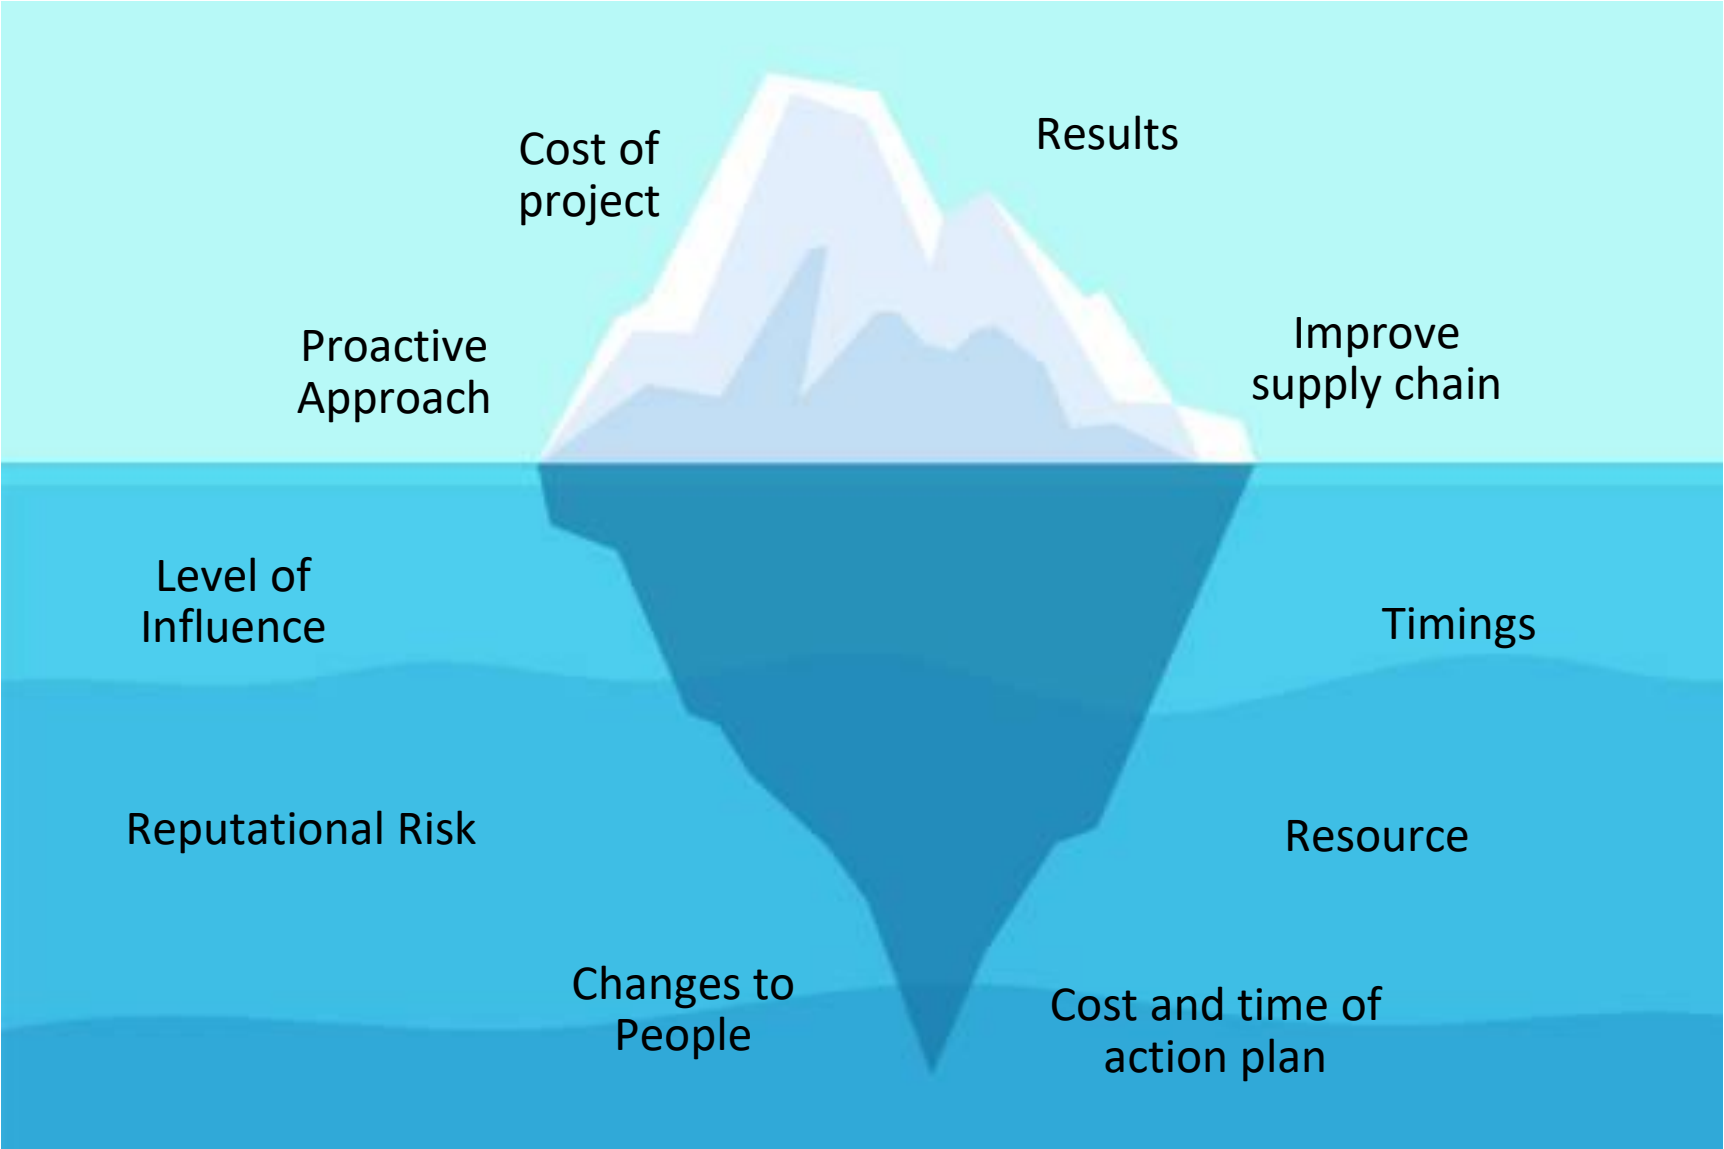 Cost of
project
Results
Proactive
Approach
Improve
supply chain
Level of
Influence
Timings
Reputational Risk
Resource
Changes to
People
Cost and time of
action plan